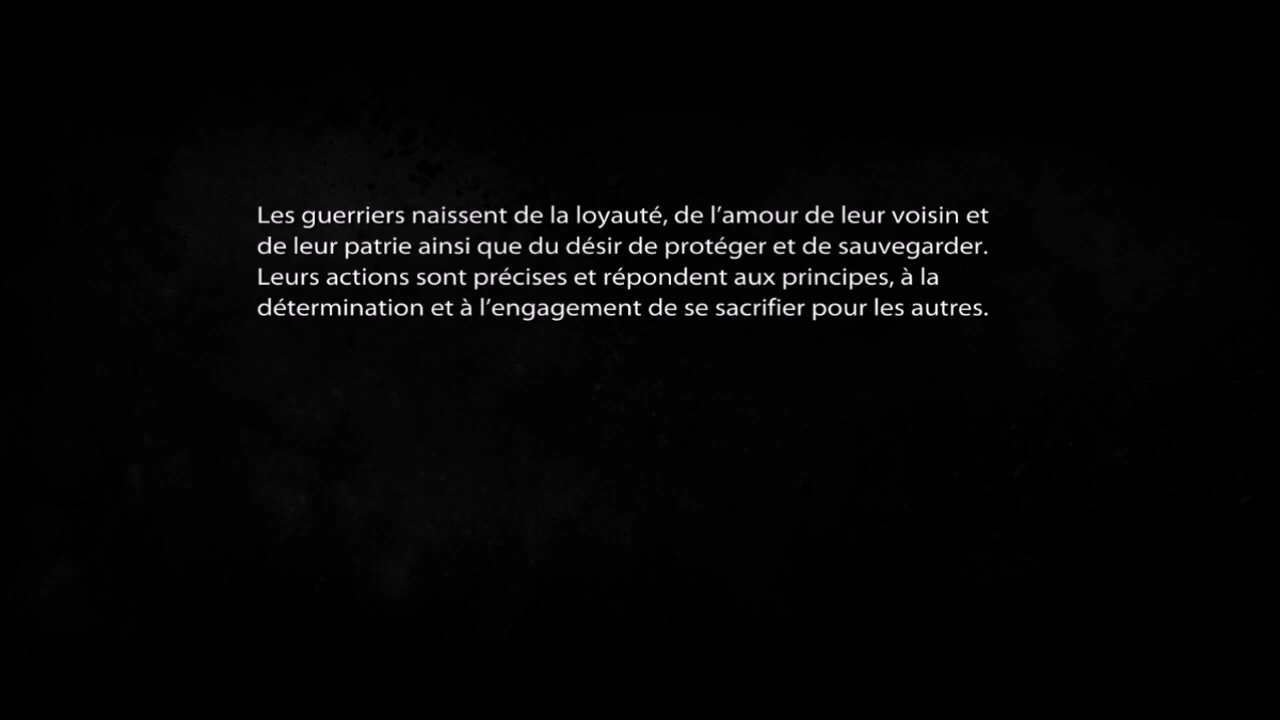 Les guerriers naissent de la loyauté, de l’amour de leur voisin et
de leur patrie ainsi que du désir de protéger et de sauvegarder.
Leurs actions sont précises et répondent aux principes, à la
détermination et à l’engagement de se sacrifier pour les autres.